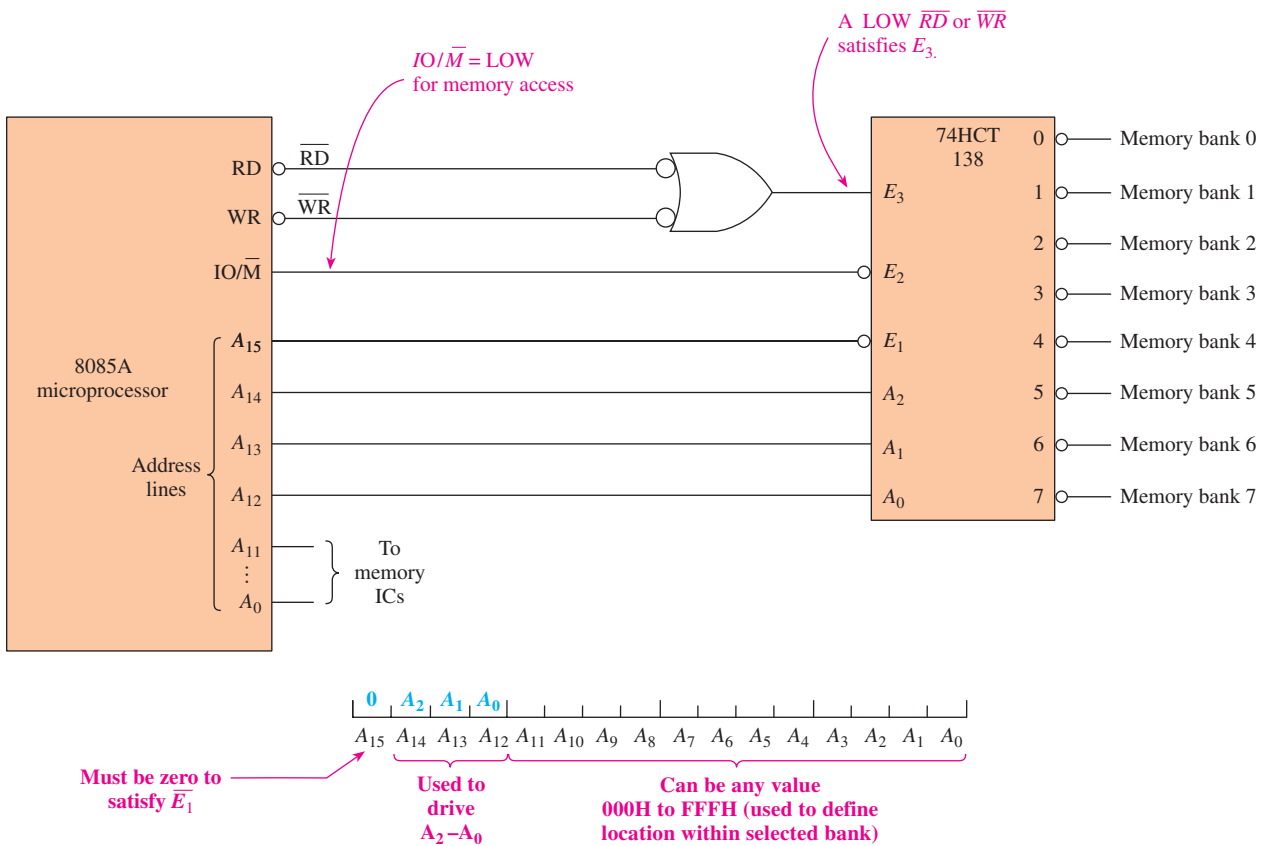 A LOW R̅D̅ or W̅R̅
satisfies E₃.
IO/M̅ = LOW
for memory access
8085A
microprocessor
RD
R̅D̅
WR
W̅R̅
IO/M̅
Address
lines
A₁₅
A₁₄
A₁₃
A₁₂
A₁₁
⋮
A₀
To
memory
ICs
74HCT
138
E₃
E₂
E₁
A₂
A₁
A₀
0 Memory bank 0
1 Memory bank 1
2 Memory bank 2
3 Memory bank 3
4 Memory bank 4
5 Memory bank 5
6 Memory bank 6
7 Memory bank 7
0 A₂ A₁ A₀
A₁₅ A₁₄ A₁₃ A₁₂ A₁₁ A₁₀ A₉ A₈ A₇ A₆ A₅ A₄ A₃ A₂ A₁ A₀
Must be zero to
satisfy E̅₁
Used to
drive
A₂–A₀
Can be any value
000H to FFFH (used to define
location within selected bank)